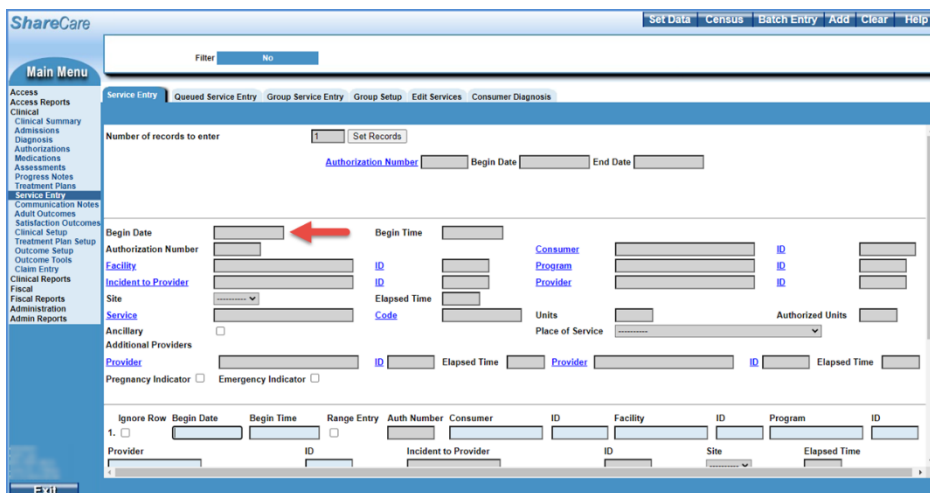 ShareCare
Set Data Census Batch Entry Add Clear Help
Filter No
Main Menu
Access
Access Reports
Clinical
Clinical Summary
Admissions
Diagnosis
Authorizations
Medications
Assessments
Progress Notes
Treatment Plans
Service Entry
Communication Notes
Adult Outcomes
Satisfaction Outcomes
Clinical Setup
Treatment Plan Setup
Outcome Setup
Outcome Tools
Claim Entry
Clinical Reports
Fiscal
Fiscal Reports
Administration
Admin Reports
Exit
Service Entry Queued Service Entry Group Service Entry Group Setup Edit Services Consumer Diagnosis
Number of records to enter 1 Set Records
Authorization Number Begin Date End Date
Begin Date Begin Time
Authorization Number Consumer ID
Facility ID Program ID
Incident to Provider ID Provider ID
Site ---------- Elapsed Time
Service Code Units Authorized Units
Ancillary Place of Service ----------
Additional Providers
Provider ID Elapsed Time Provider ID Elapsed Time
Pregnancy Indicator Emergency Indicator
Ignore Row Begin Date Begin Time Range Entry Auth Number Consumer ID Facility ID Program ID
1.
Provider ID Incident to Provider ID Site Elapsed Time
----------